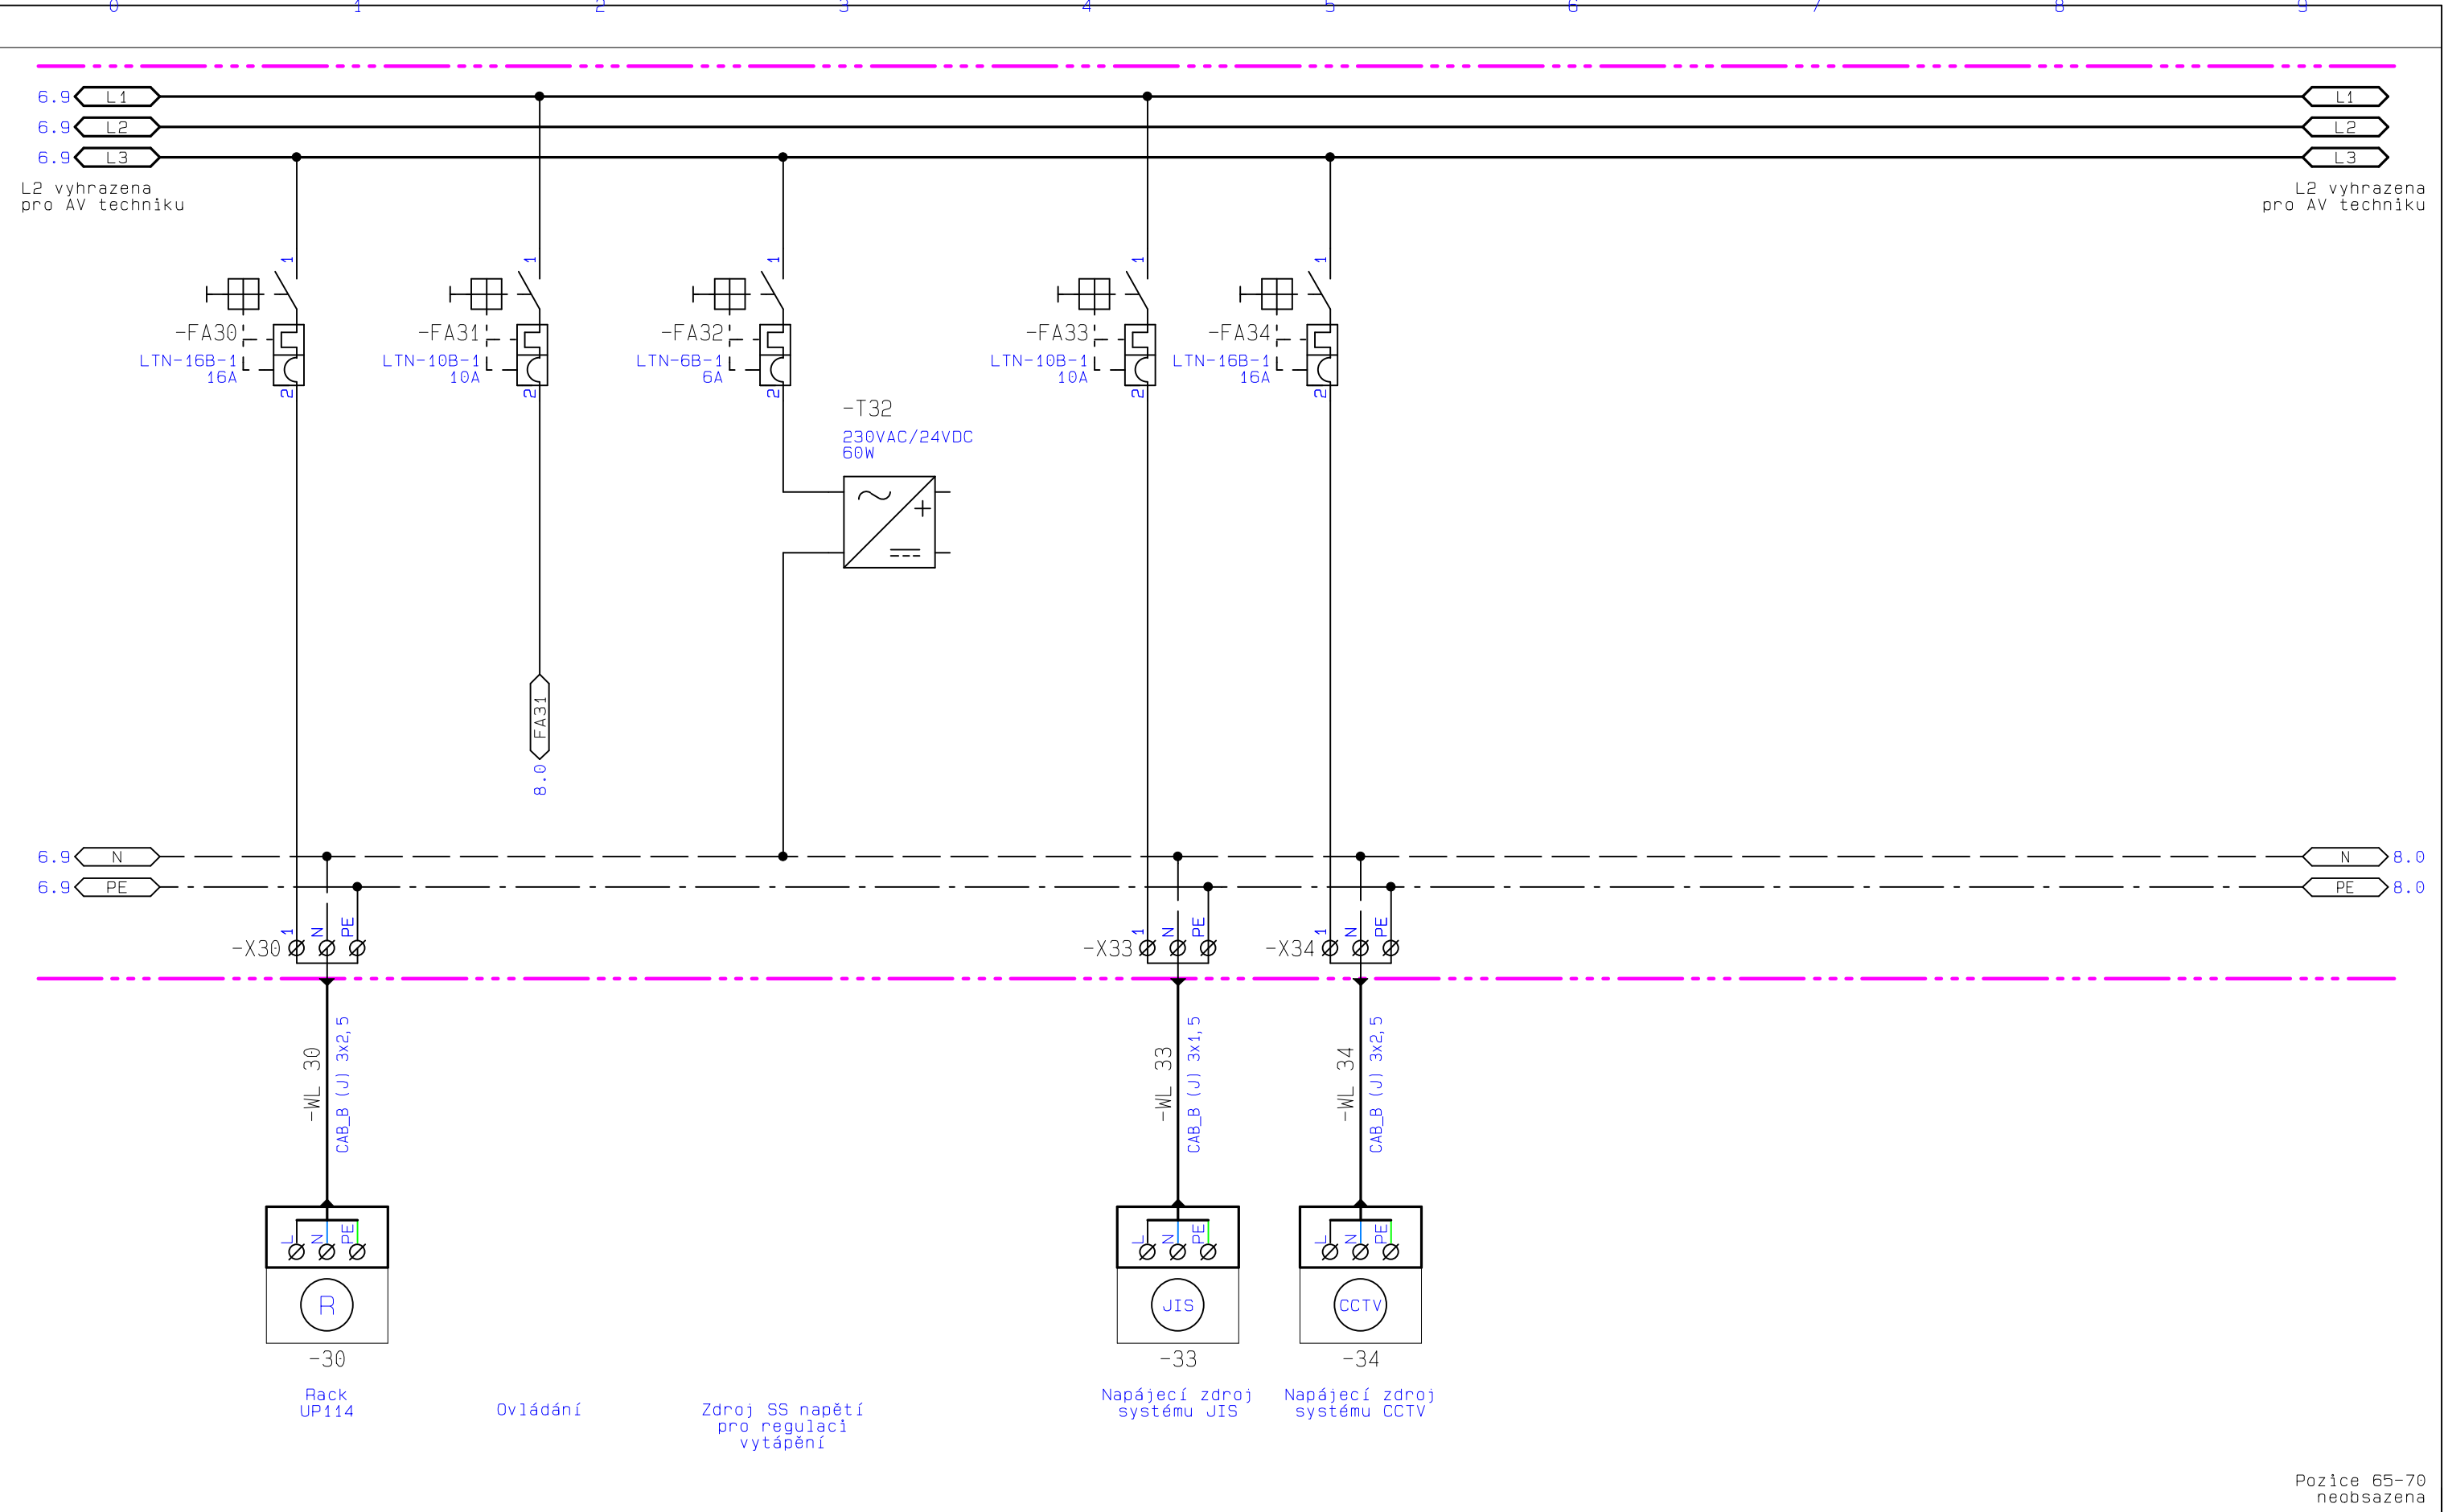 0 1 2 3 4 5 6 7 8 9
6.9 L1 L1
6.9 L2 L2
6.9 L3 L3
L2 vyhrazena
pro AV techniku
L2 vyhrazena
pro AV techniku
1 1 1 1 1
-FA30 -FA31 -FA32 -FA33 -FA34
LTN-16B-1 LTN-10B-1 LTN-6B-1 LTN-10B-1 LTN-16B-1
16A 10A 6A 10A 16A
2 2 2 2 2
-T32
230VAC/24VDC
60W
FA31
8.0
6.9 N N 8.0
6.9 PE PE 8.0
-X30 1 N PE
-X33 1 N PE
-X34 1 N PE
-WL 30
CAB_B (J) 3x2,5
-WL 33
CAB_B (J) 3x1,5
-WL 34
CAB_B (J) 3x2,5
L N PE L N PE L N PE
R JIS CCTV
-30 -33 -34
Rack
UP114
Ovládání
Zdroj SS napětí
pro regulaci
vytápění
Napájecí zdroj
systému JIS
Napájecí zdroj
systému CCTV
Pozice 65-70
neobsazena